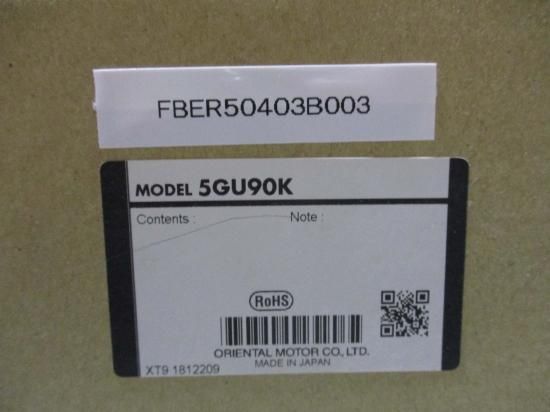 FBER50403B003
MODEL 5GU90K
Contents : Note :
RoHS
ORIENTAL MOTOR CO., LTD.
MADE IN JAPAN
XT9 1812209